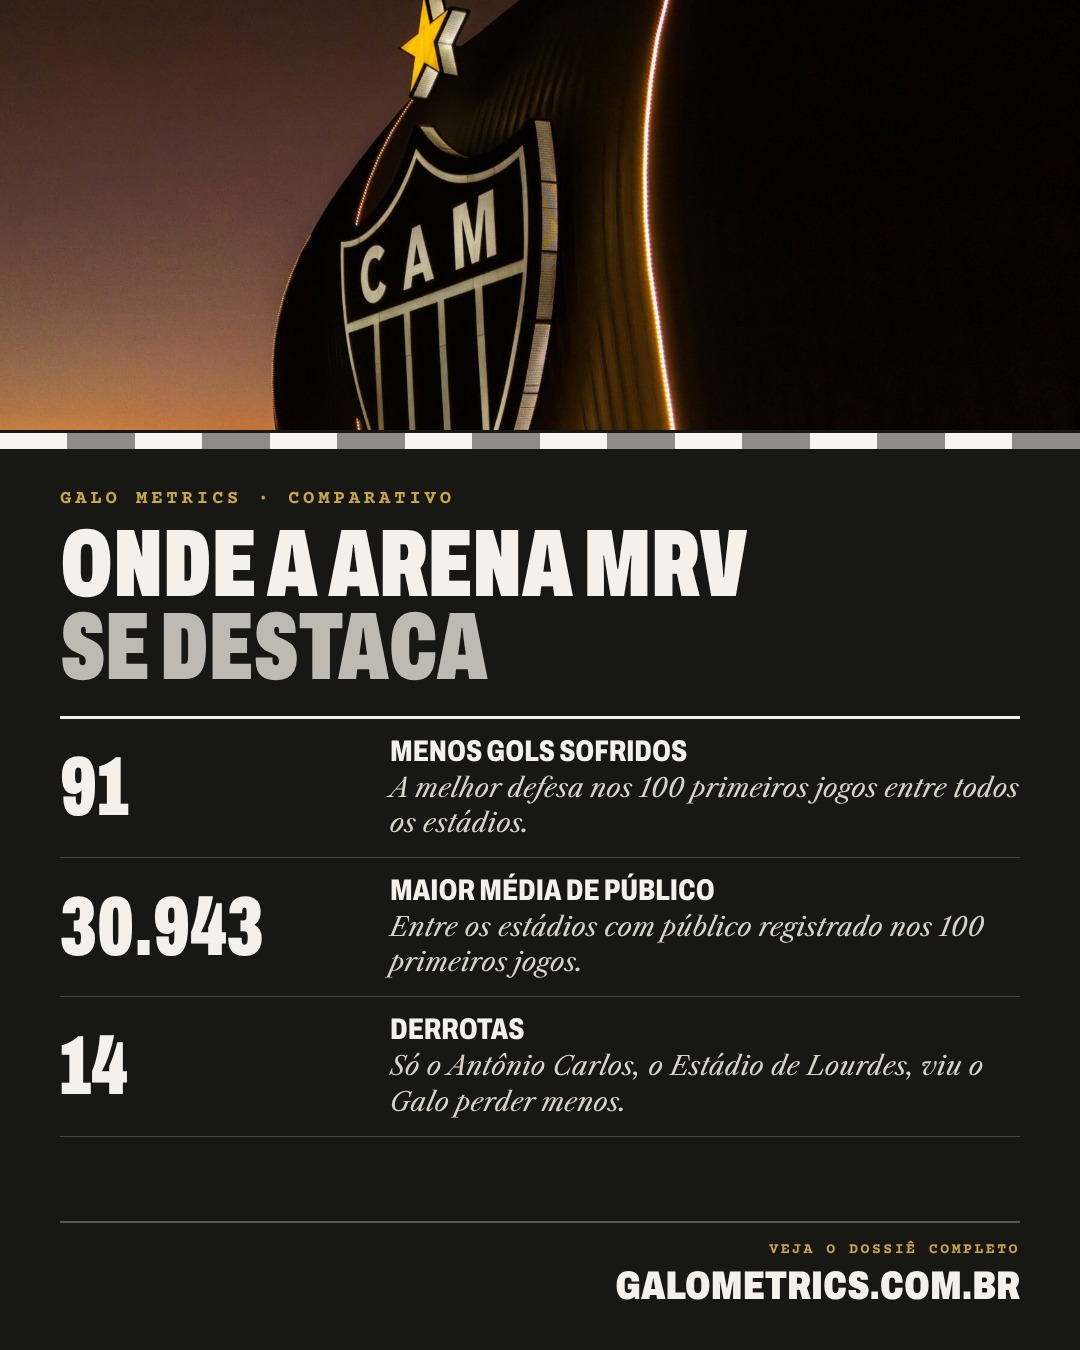 CAM
GALO METRICS · COMPARATIVO
ONDE A ARENA MRV
SE DESTACA
91
MENOS GOLS SOFRIDOS
A melhor defesa nos 100 primeiros jogos entre todos
os estádios.
30.943
MAIOR MÉDIA DE PÚBLICO
Entre os estádios com público registrado nos 100
primeiros jogos.
14
DERROTAS
Só o Antônio Carlos, o Estádio de Lourdes, viu o
Galo perder menos.
VEJA O DOSSIÊ COMPLETO
GALOMETRICS.COM.BR